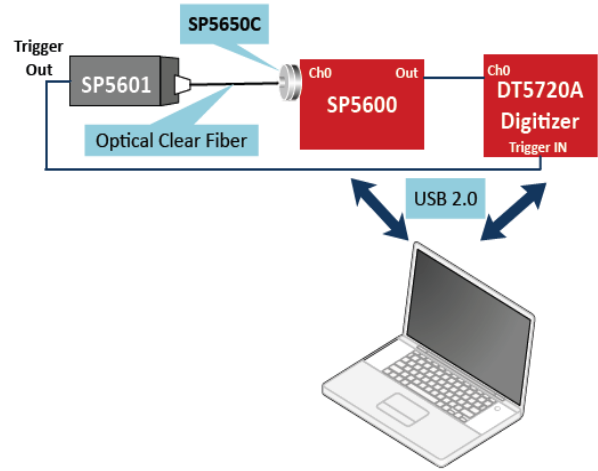 SP5650C
Trigger
Out
SP5601
Optical Clear Fiber
Ch0
Out
SP5600
Ch0
DT5720A
Digitizer
Trigger IN
USB 2.0